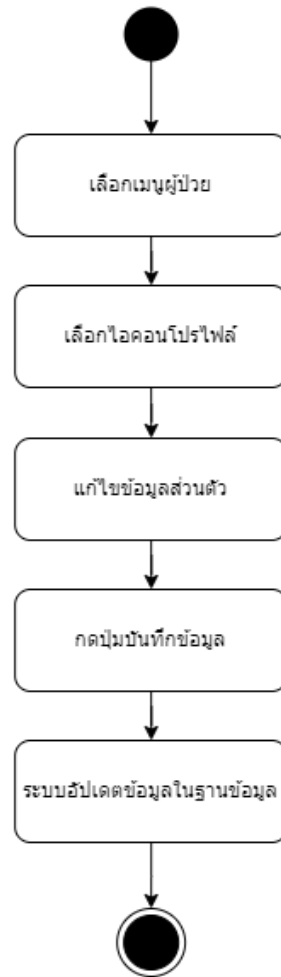 เลือกเมนูผู้ป่วย
เลือกไอคอนโปรไฟล์
แก้ไขข้อมูลส่วนตัว
กดปุ่มบันทึกข้อมูล
ระบบอัปเดตข้อมูลในฐานข้อมูล